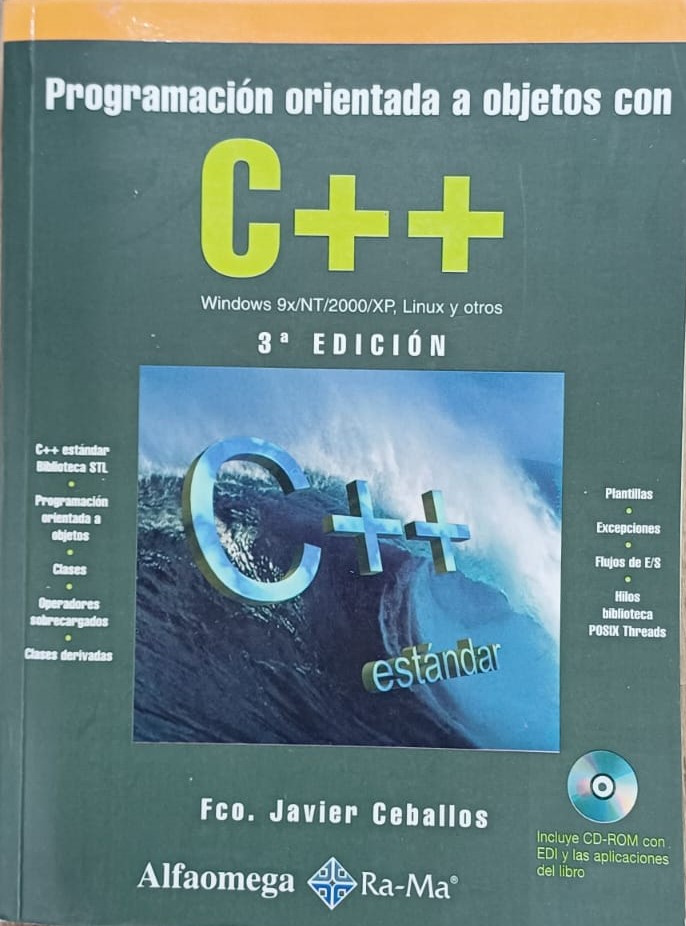 Programación orientada a objetos con
C++
Windows 9x/NT/2000/XP, Linux y otros
3ª EDICIÓN
C++ estándar
Biblioteca STL
Programación
orientada a
objetos
Clases
Operadores
sobrecargados
Clases derivadas
C++
estándar
Plantillas
Excepciones
Flujos de E/S
Hilos
biblioteca
POSIX Threads
Fco. Javier Ceballos
Incluye CD-ROM con
EDI y las aplicaciones
del libro
Alfaomega Ra-Ma®